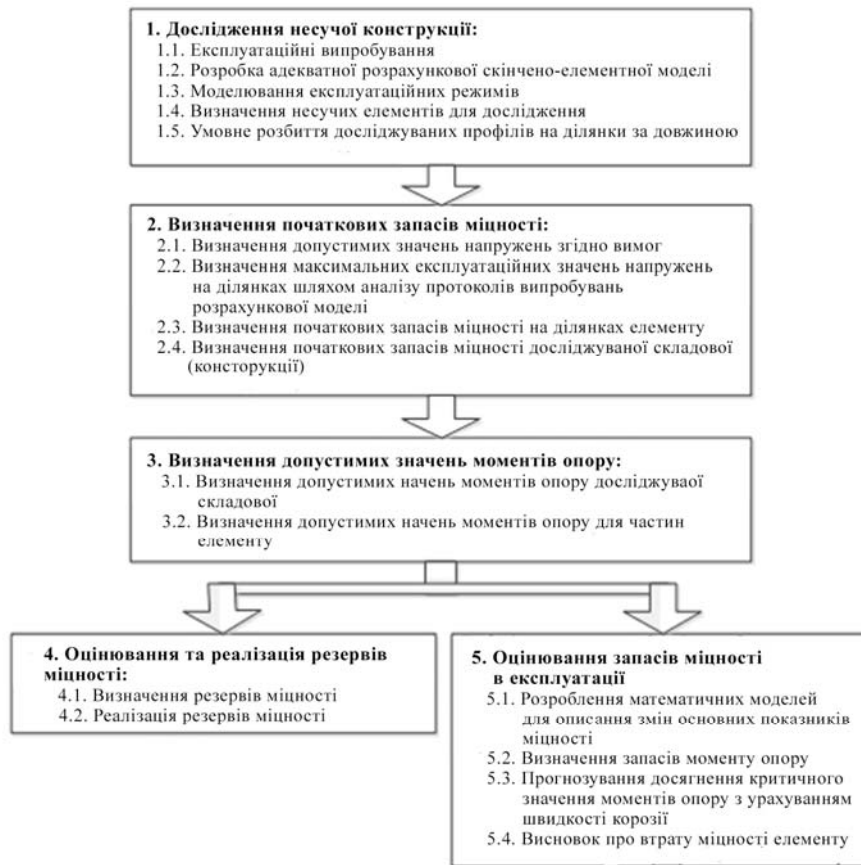 1. Дослідження несучої конструкції:
1.1. Експлуатаційні випробування
1.2. Розробка адекватної розрахункової скінчено-елементної моделі
1.3. Моделювання експлуатаційних режимів
1.4. Визначення несучих елементів для дослідження
1.5. Умовне розбиття досліджуваних профілів на ділянки за довжиною
2. Визначення початкових запасів міцності:
2.1. Визначення допустимих значень напружень згідно вимог
2.2. Визначення максимальних експлуатаційних значень напружень
на ділянках шляхом аналізу протоколів випробувань
розрахункової моделі
2.3. Визначення початкових запасів міцності на ділянках елементу
2.4. Визначення початкових запасів міцності досліджуваної складової
(консторукції)
3. Визначення допустимих значень моментів опору:
3.1. Визначення допустимих начень моментів опору досліджуваої
складової
3.2. Визначення допустимих начень моментів опору для частин
елементу
4. Оцінювання та реалізація резервів
міцності:
4.1. Визначення резервів міцності
4.2. Реалізація резервів міцності
5. Оцінювання запасів міцності
в експлуатації
5.1. Розроблення математичних моделей
для описання змін основних показників
міцності
5.2. Визначення запасів моменту опору
5.3. Прогнозування досягнення критичного
значення моментів опору з урахуванням
швидкості корозії
5.4. Висновок про втрату міцності елементу